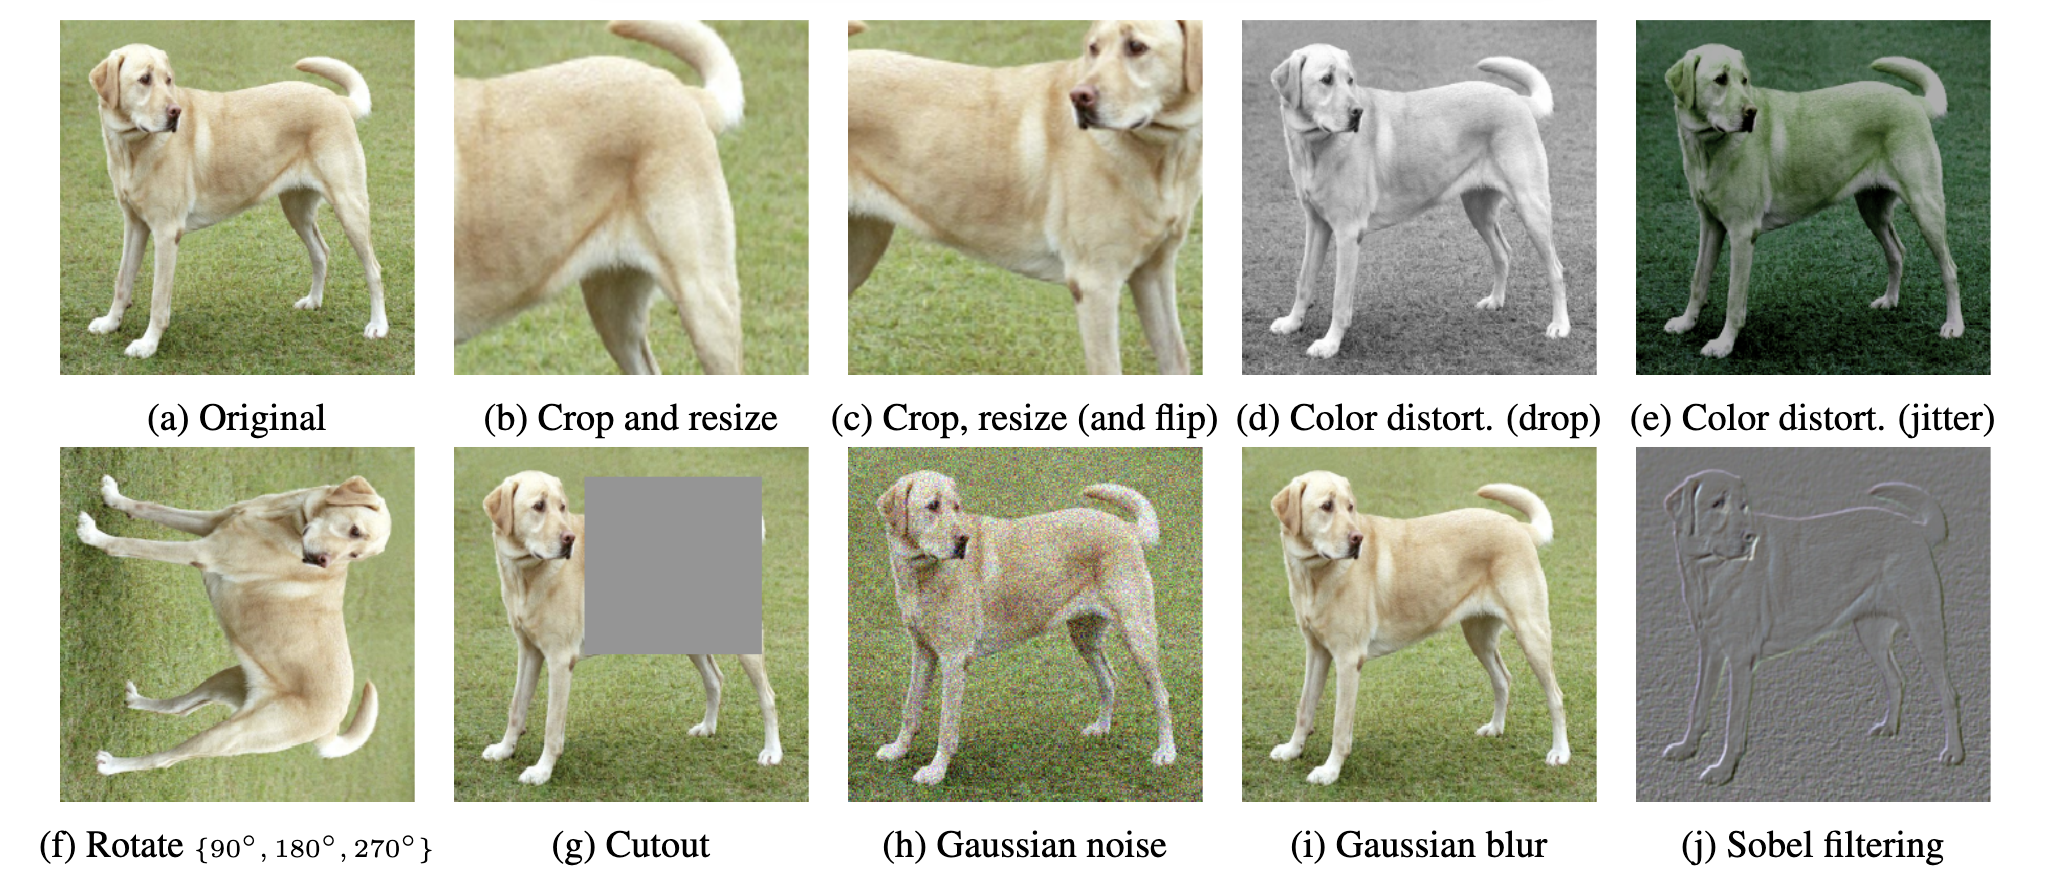 (a) Original
(b) Crop and resize
(c) Crop, resize (and flip)
(d) Color distort. (drop)
(e) Color distort. (jitter)
(f) Rotate {90°, 180°, 270°}
(g) Cutout
(h) Gaussian noise
(i) Gaussian blur
(j) Sobel filtering